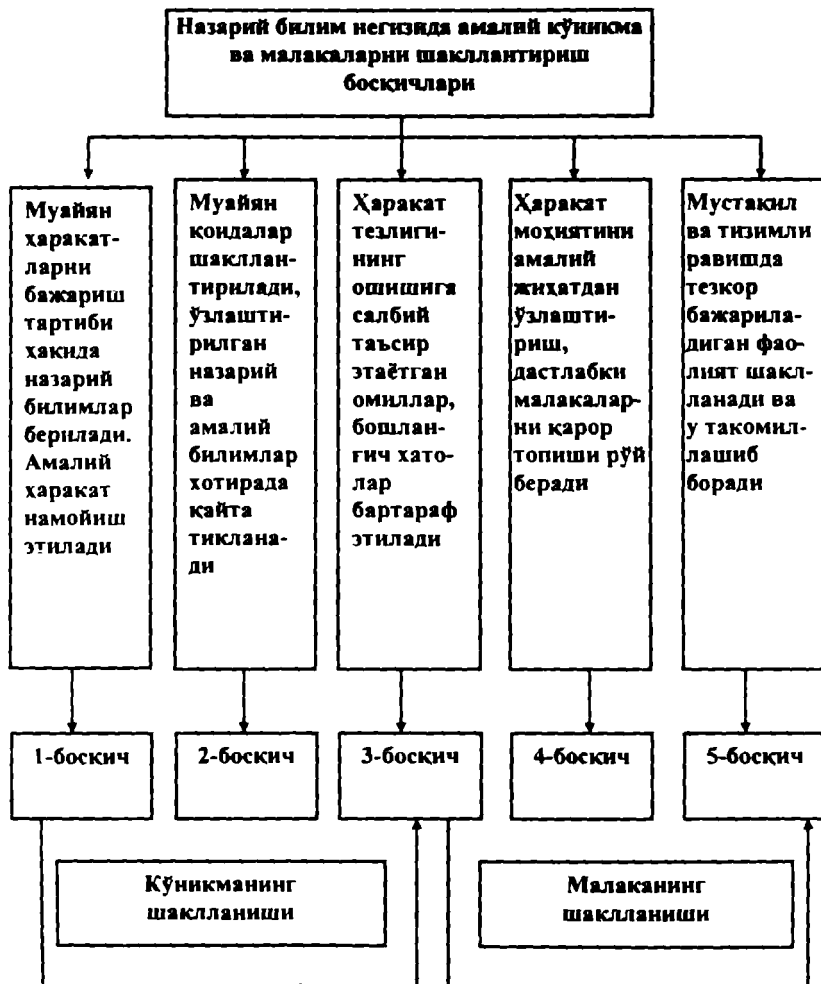 Назарий билим негизида амалий кўникма
ва малакаларни шакллантириш
босқичлари
Муайян
ҳаракат-
ларни
бажариш
тартиби
ҳақида
назарий
билимлар
берилади.
Амалий
ҳаракат
намойиш
этилади
Муайян
қоидалар
шакллан-
тирилади,
ўзлашти-
рилган
назарий
ва
амалий
билимлар
хотирада
қайта
тиклана-
ди
Ҳаракат
тезлиги-
нинг
ошишига
салбий
таъсир
этаётган
омиллар,
бошлан-
ғич хато-
лар
бартараф
этилади
Ҳаракат
моҳиятини
амалий
жиҳатдан
ўзлашти-
риш,
дастлабки
малакалар-
ни қарор
топиши рўй
беради
Мустақил
ва тизимли
равишда
тезкор
бажарила-
диган фао-
лият шакл-
ланади ва
у такомил-
лашиб
боради
1-босқич
2-босқич
3-босқич
4-босқич
5-босқич
Кўникманинг
шаклланиши
Малаканинг
шаклланиши